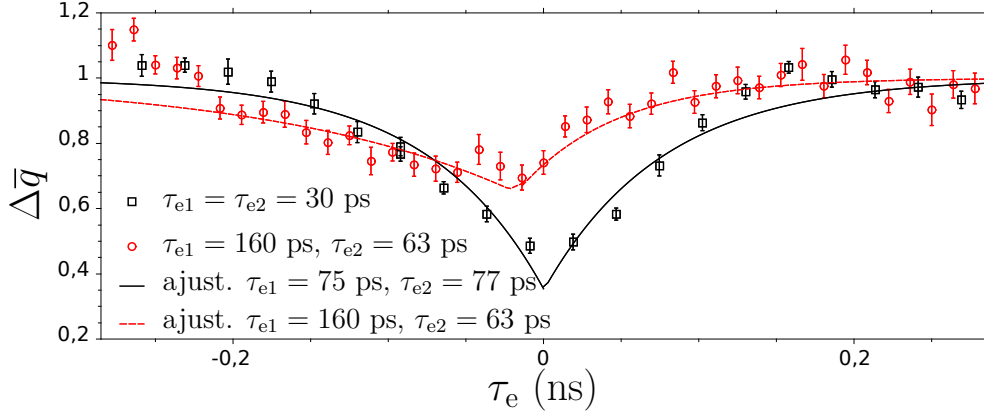 1,2
1
0,8
0,6
0,4
0,2
Δq̅
τe1 = τe2 = 30 ps
τe1 = 160 ps, τe2 = 63 ps
ajust. τe1 = 75 ps, τe2 = 77 ps
ajust. τe1 = 160 ps, τe2 = 63 ps
-0,2 0 0,2
τe (ns)